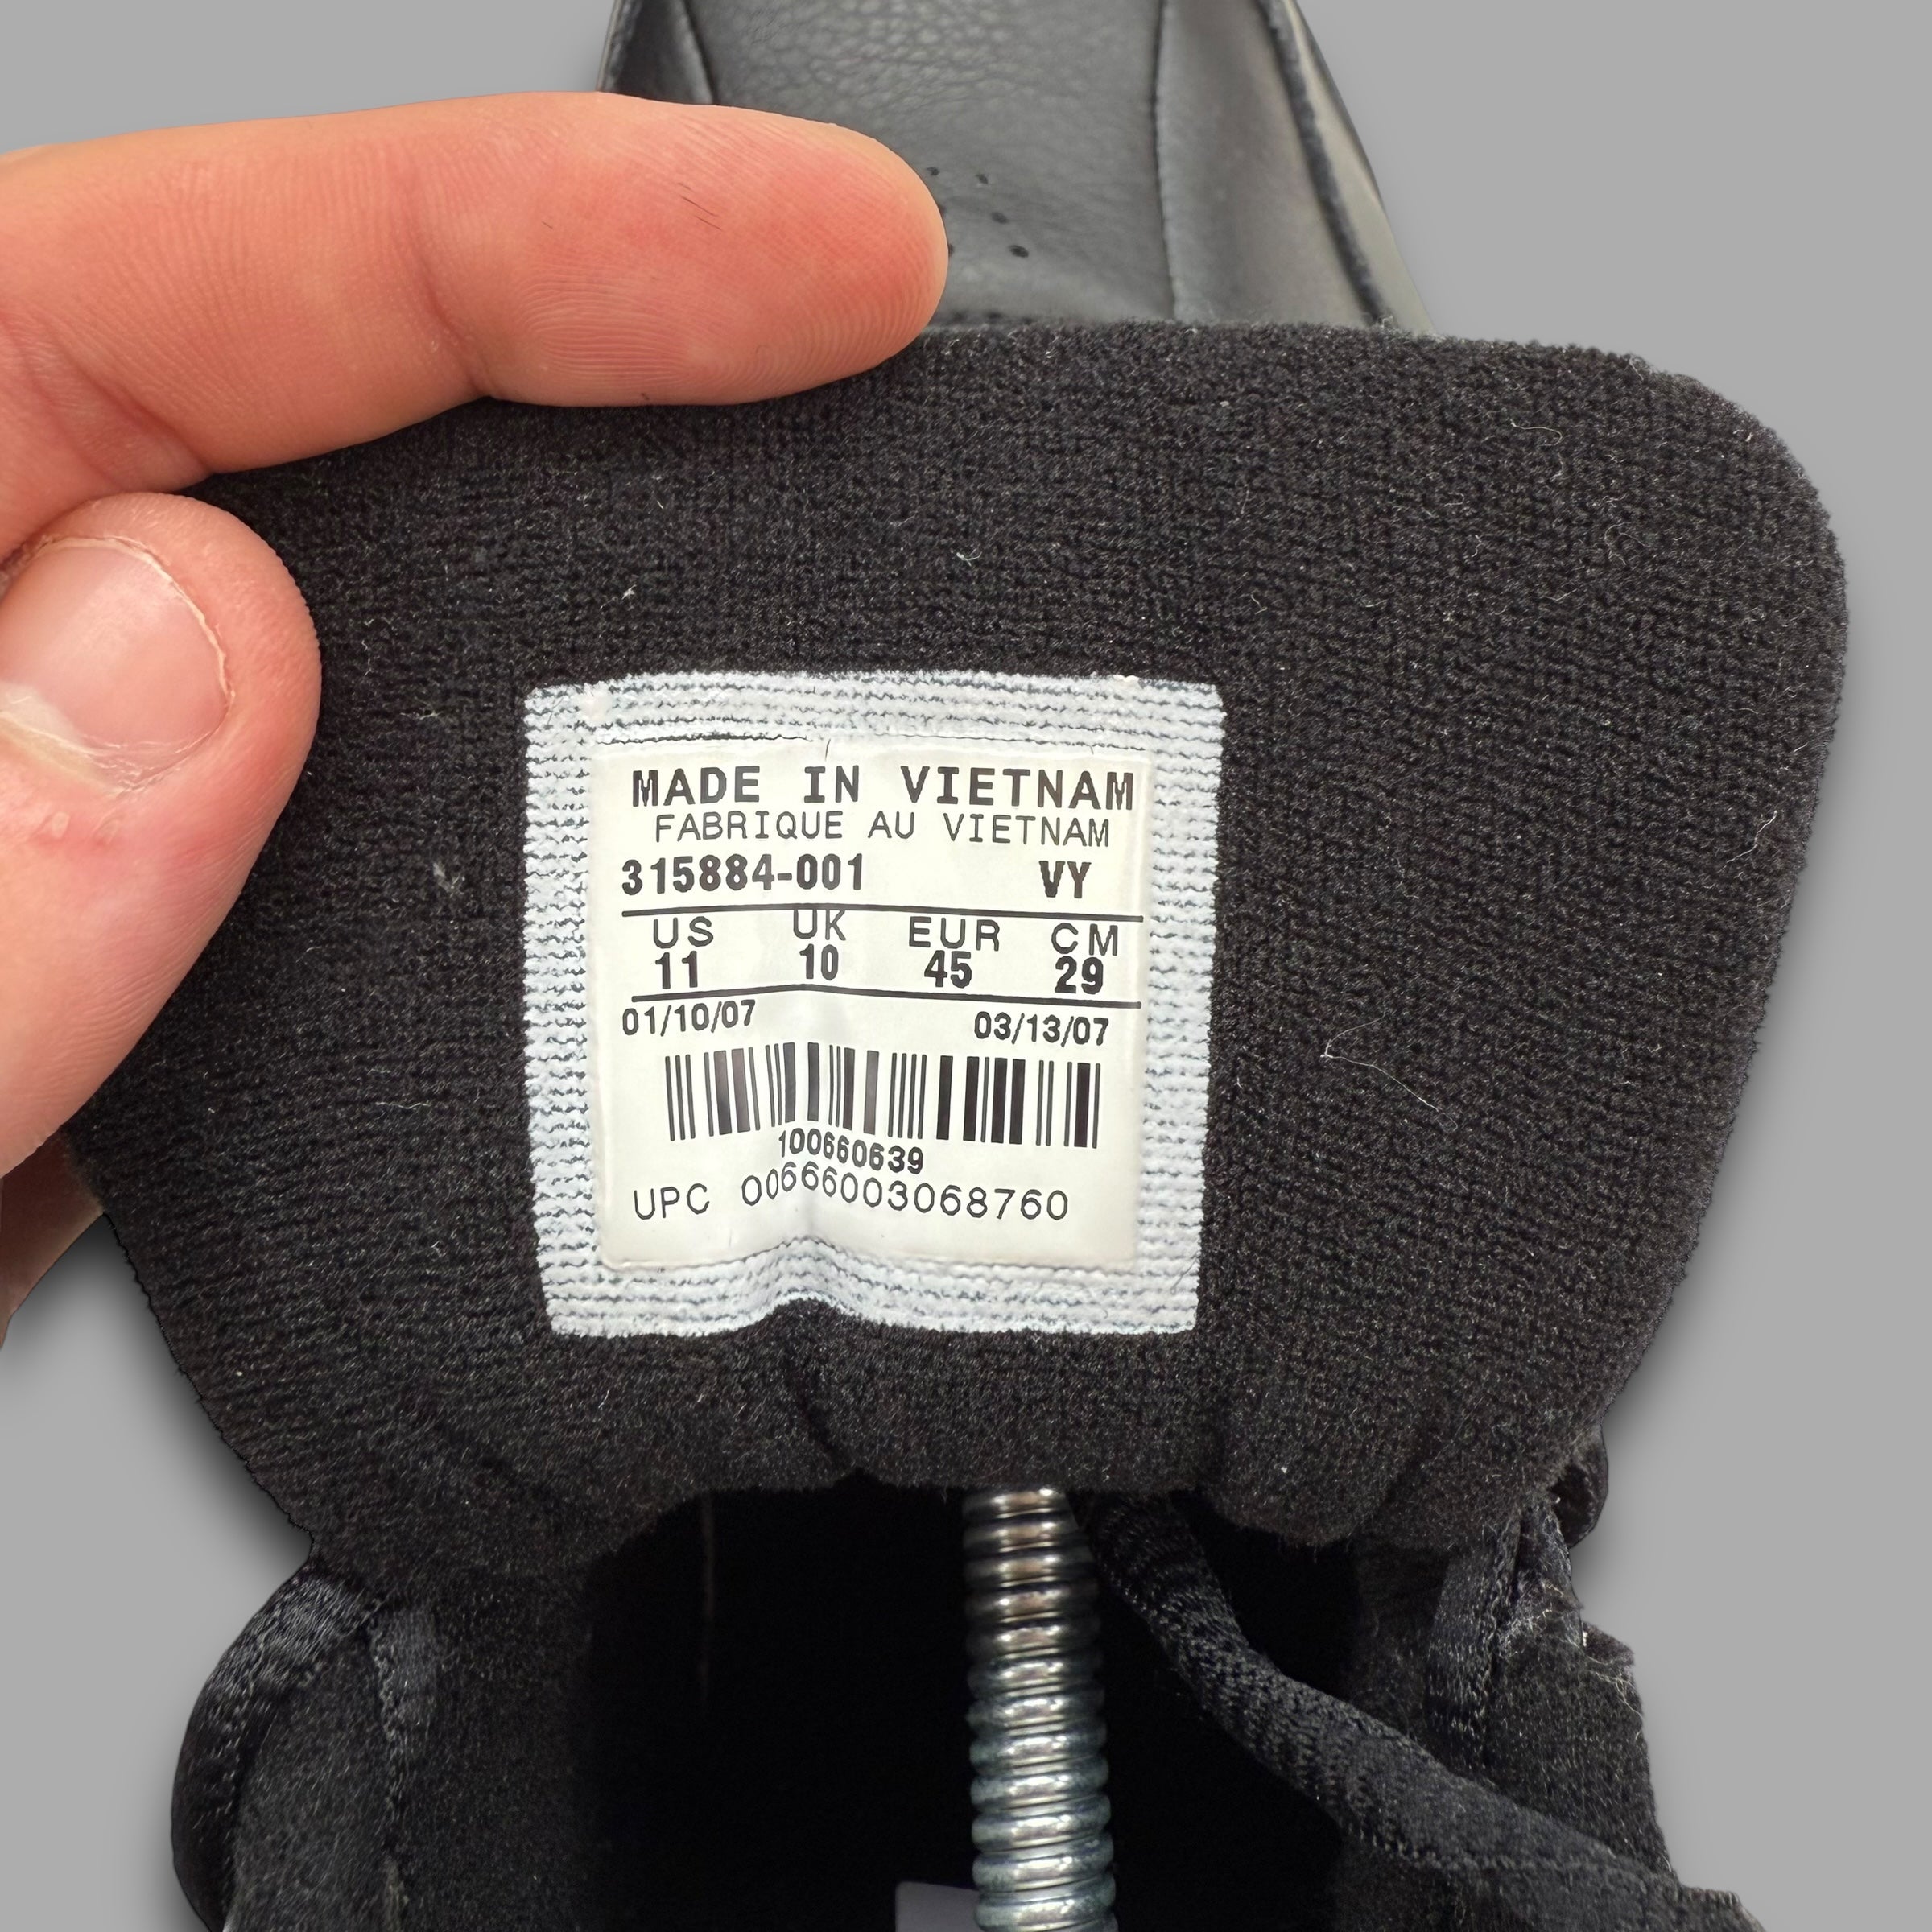 MADE IN VIETNAM
FABRIQUE AU VIETNAM
315884-001 VY
US UK EUR CM
11 10 45 29
01/10/07 03/13/07
100660639
UPC 00666003068760